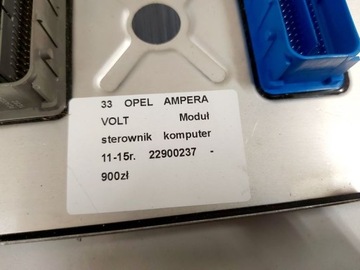 33 OPEL AMPERA
VOLT Moduł
sterownik komputer
11-15r. 22900237 -
900zł